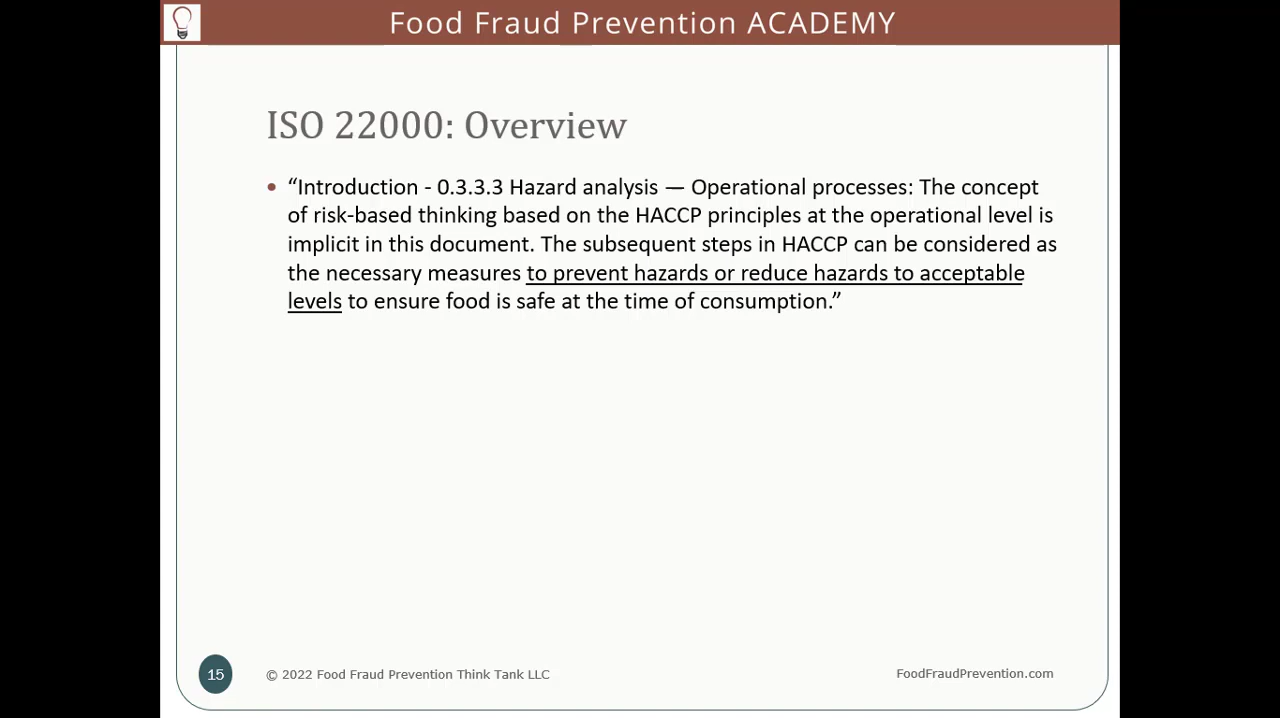 Food Fraud Prevention ACADEMY
ISO 22000: Overview
• “Introduction - 0.3.3.3 Hazard analysis — Operational processes: The concept
of risk-based thinking based on the HACCP principles at the operational level is
implicit in this document. The subsequent steps in HACCP can be considered as
the necessary measures to prevent hazards or reduce hazards to acceptable
levels to ensure food is safe at the time of consumption.”
15
© 2022 Food Fraud Prevention Think Tank LLC
FoodFraudPrevention.com